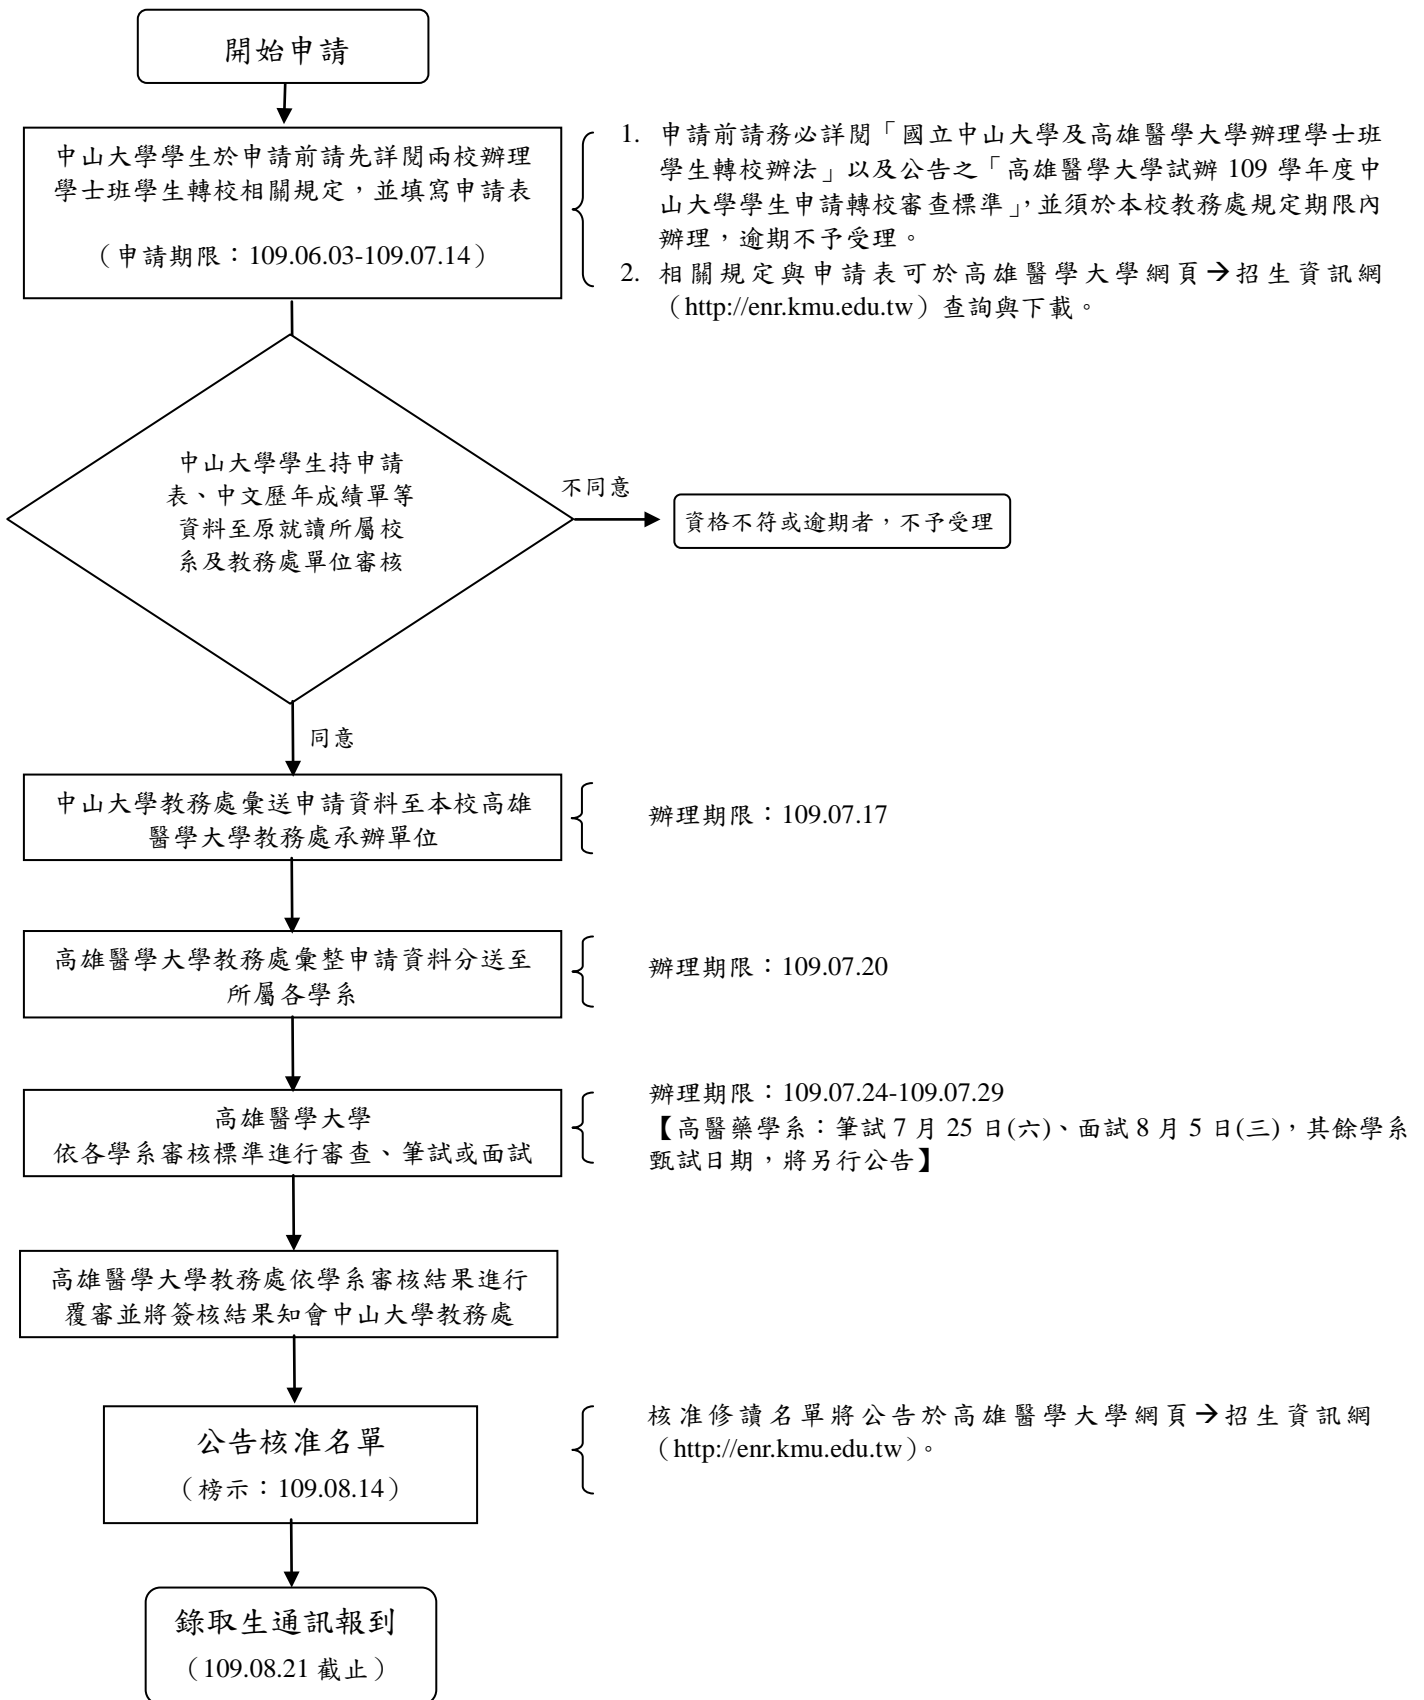 開始申請
中山大學學生於申請前請先詳閱兩校辦理
學士班學生轉校相關規定，並填寫申請表
（申請期限：109.06.03-109.07.14）
1. 申請前請務必詳閱「國立中山大學及高雄醫學大學辦理學士班
學生轉校辦法」以及公告之「高雄醫學大學試辦 109 學年度中
山大學學生申請轉校審查標準」，並須於本校教務處規定期限內
辦理，逾期不予受理。
2. 相關規定與申請表可於高雄醫學大學網頁→招生資訊網
（http://enr.kmu.edu.tw）查詢與下載。
中山大學學生持申請
表、中文歷年成績單等
資料至原就讀所屬校
系及教務處單位審核
不同意
資格不符或逾期者，不予受理
同意
中山大學教務處彙送申請資料至本校高雄
醫學大學教務處承辦單位
辦理期限：109.07.17
高雄醫學大學教務處彙整申請資料分送至
所屬各學系
辦理期限：109.07.20
高雄醫學大學
依各學系審核標準進行審查、筆試或面試
辦理期限：109.07.24-109.07.29
【高醫藥學系：筆試 7 月 25 日(六)、面試 8 月 5 日(三)，其餘學系
甄試日期，將另行公告】
高雄醫學大學教務處依學系審核結果進行
覆審並將簽核結果知會中山大學教務處
公告核准名單
（榜示：109.08.14）
核准修讀名單將公告於高雄醫學大學網頁→招生資訊網
（http://enr.kmu.edu.tw）。
錄取生通訊報到
（109.08.21 截止）